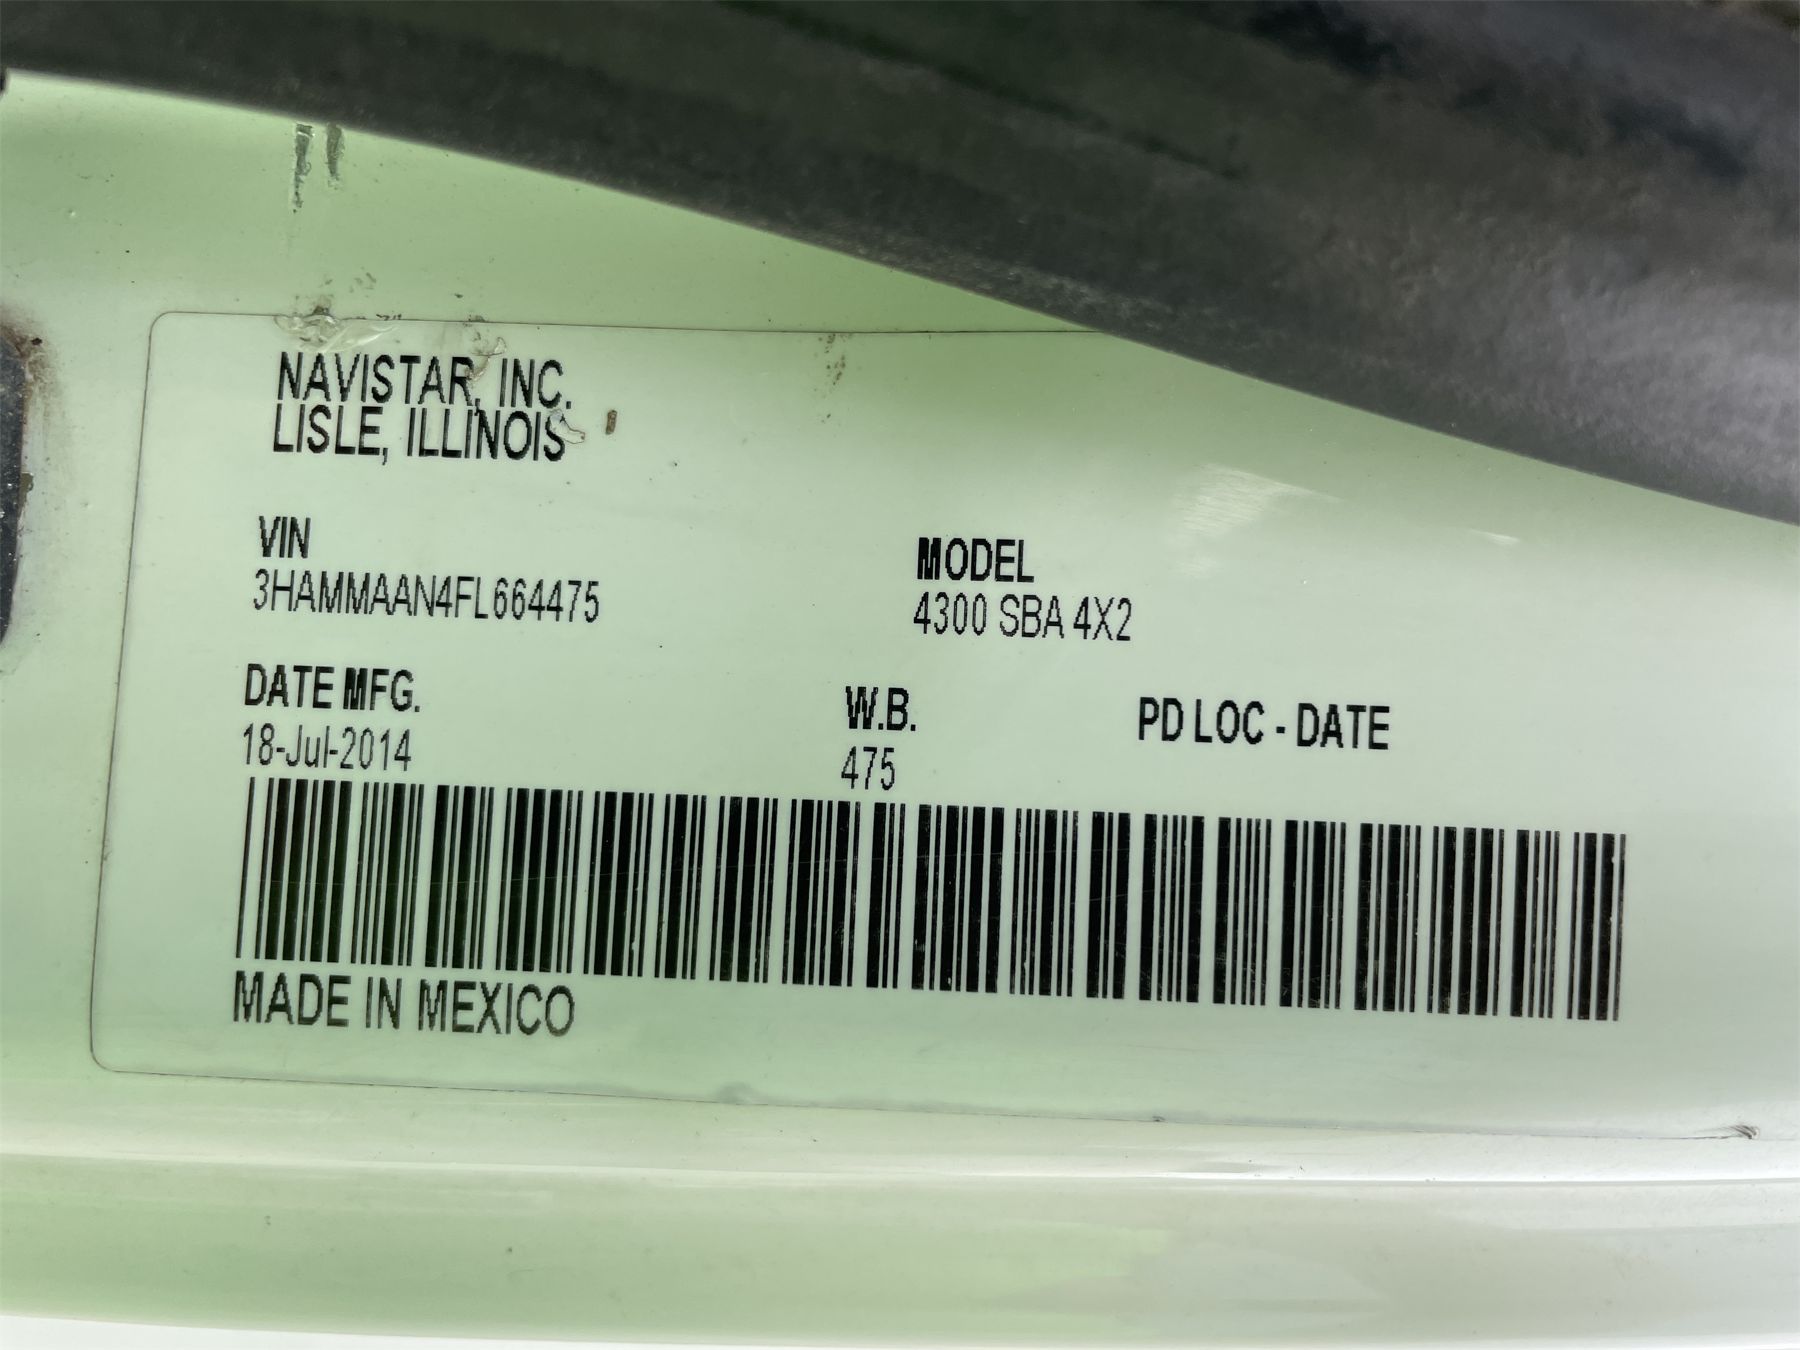 NAVISTAR, INC.
LISLE, ILLINOIS
VIN
3HAMMAAN4FL664475
MODEL
4300 SBA 4X2
DATE MFG.
18-Jul-2014
W.B.
475
PD LOC - DATE
MADE IN MEXICO